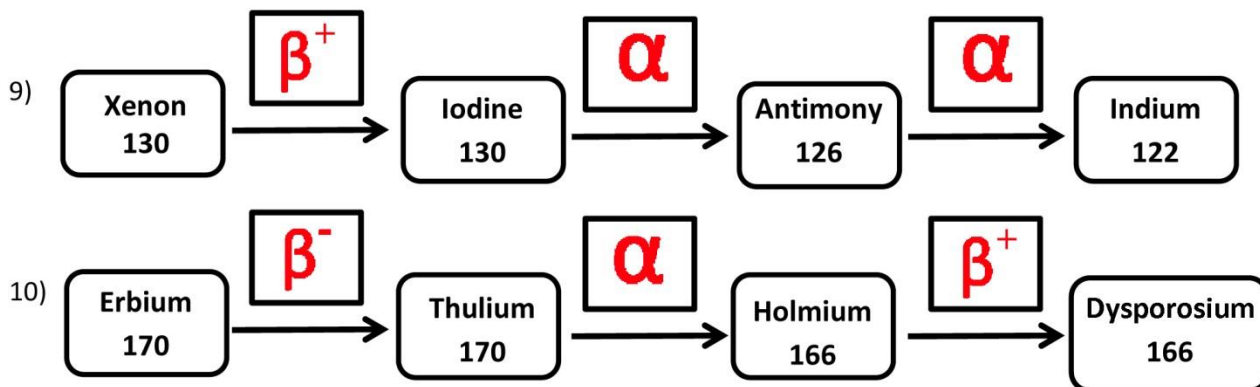 β⁺ α α
9) Xenon Iodine Antimony Indium
130 130 126 122
β⁻ α β⁺
10) Erbium Thulium Holmium Dysporosium
170 170 166 166